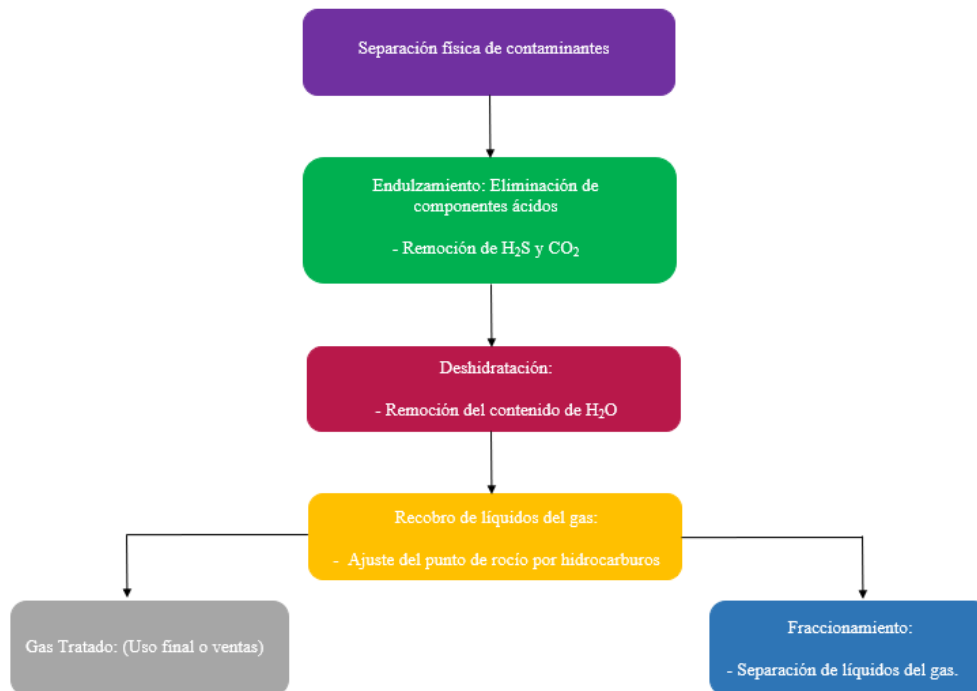 Separación física de contaminantes
Endulzamiento: Eliminación de
componentes ácidos
- Remoción de H₂S y CO₂
Deshidratación:
- Remoción del contenido de H₂O
Recobro de líquidos del gas:
- Ajuste del punto de rocío por hidrocarburos
Gas Tratado: (Uso final o ventas)
Fraccionamiento:
- Separación de líquidos del gas.